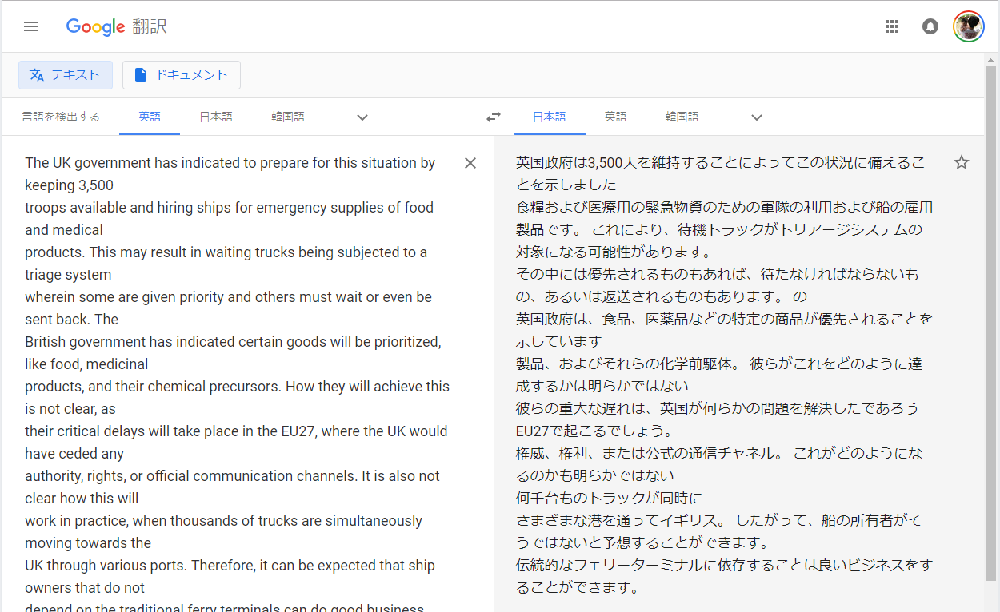 Google 翻訳
テキスト
ドキュメント
言語を検出する 英語 日本語 韓国語
日本語 英語 韓国語
The UK government has indicated to prepare for this situation by
keeping 3,500
troops available and hiring ships for emergency supplies of food
and medical
products. This may result in waiting trucks being subjected to a
triage system
wherein some are given priority and others must wait or even be
sent back. The
British government has indicated certain goods will be prioritized,
like food, medicinal
products, and their chemical precursors. How they will achieve this
is not clear, as
their critical delays will take place in the EU27, where the UK would
have ceded any
authority, rights, or official communication channels. It is also not
clear how this will
work in practice, when thousands of trucks are simultaneously
moving towards the
UK through various ports. Therefore, it can be expected that ship
owners that do not
depend on the traditional ferry terminals can do good business
英国政府は3,500人を維持することによってこの状況に備えるこ
とを示しました
食糧および医療用の緊急物資のための軍隊の利用および船の雇用
製品です。 これにより、待機トラックがトリアージシステムの
対象になる可能性があります。
その中には優先されるものもあれば、待たなければならないも
の、あるいは返送されるものもあります。 の
英国政府は、食品、医薬品などの特定の商品が優先されることを
示しています
製品、およびそれらの化学前駆体。 彼らがこれをどのように達
成するかは明らかではない
彼らの重大な遅れは、英国が何らかの問題を解決したであろう
EU27で起こるでしょう。
権威、権利、または公式の通信チャネル。 これがどのようにな
るのかも明らかではない
何千台ものトラックが同時に
さまざまな港を通ってイギリス。 したがって、船の所有者がそ
うではないと予想することができます。
伝統的なフェリーターミナルに依存することは良いビジネスをす
ることができます。